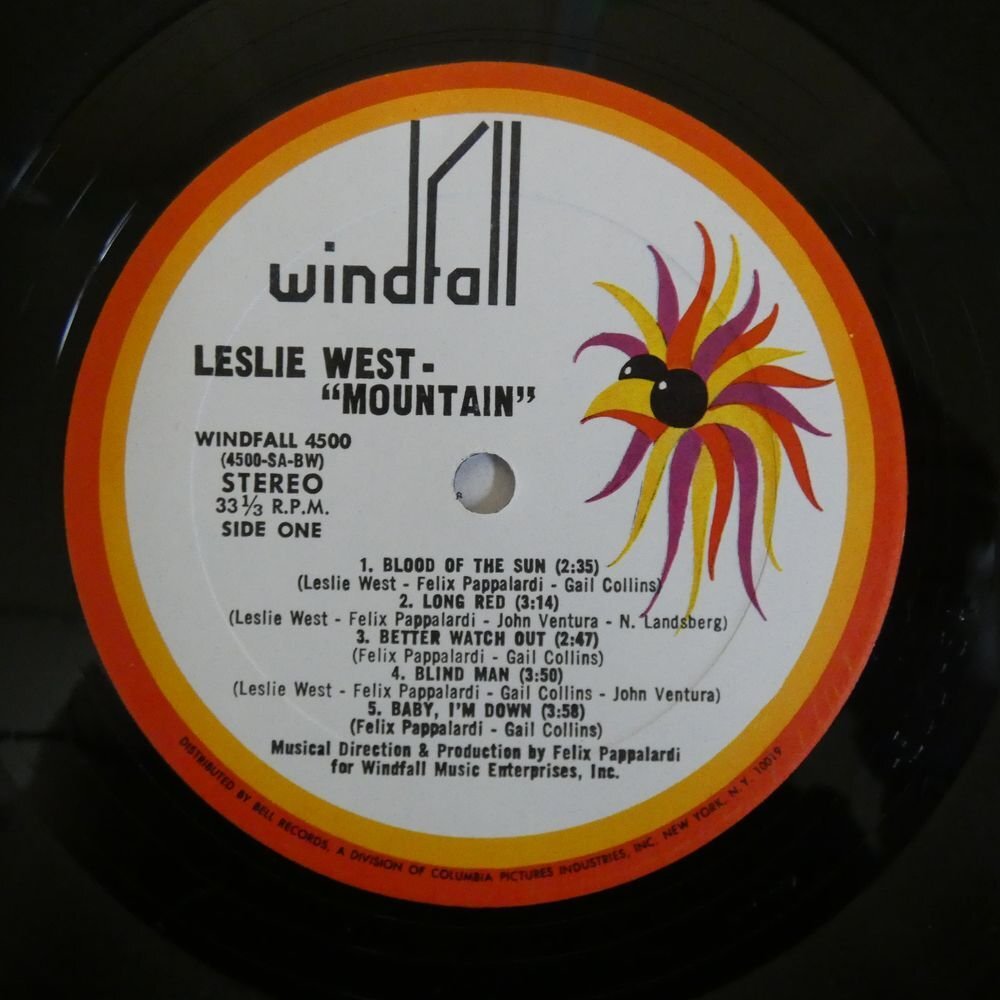 windfall
LESLIE WEST-
"MOUNTAIN"
WINDFALL 4500
(4500-SA-BW)
STEREO
33⅓ R.P.M.
SIDE ONE
1. BLOOD OF THE SUN (2:35)
(Leslie West - Felix Pappalardi - Gail Collins)
2. LONG RED (3:14)
(Leslie West - Felix Pappalardi - John Ventura - N. Landsberg)
3. BETTER WATCH OUT (2:47)
(Felix Pappalardi - Gail Collins)
4. BLIND MAN (3:50)
(Leslie West - Felix Pappalardi - Gail Collins - John Ventura)
5. BABY, I'M DOWN (3:58)
(Felix Pappalardi - Gail Collins)
Musical Direction & Production by Felix Pappalardi
for Windfall Music Enterprises, Inc.
DISTRIBUTED BY BELL RECORDS, A DIVISION OF COLUMBIA PICTURES INDUSTRIES, INC. NEW YORK, N.Y. 10019